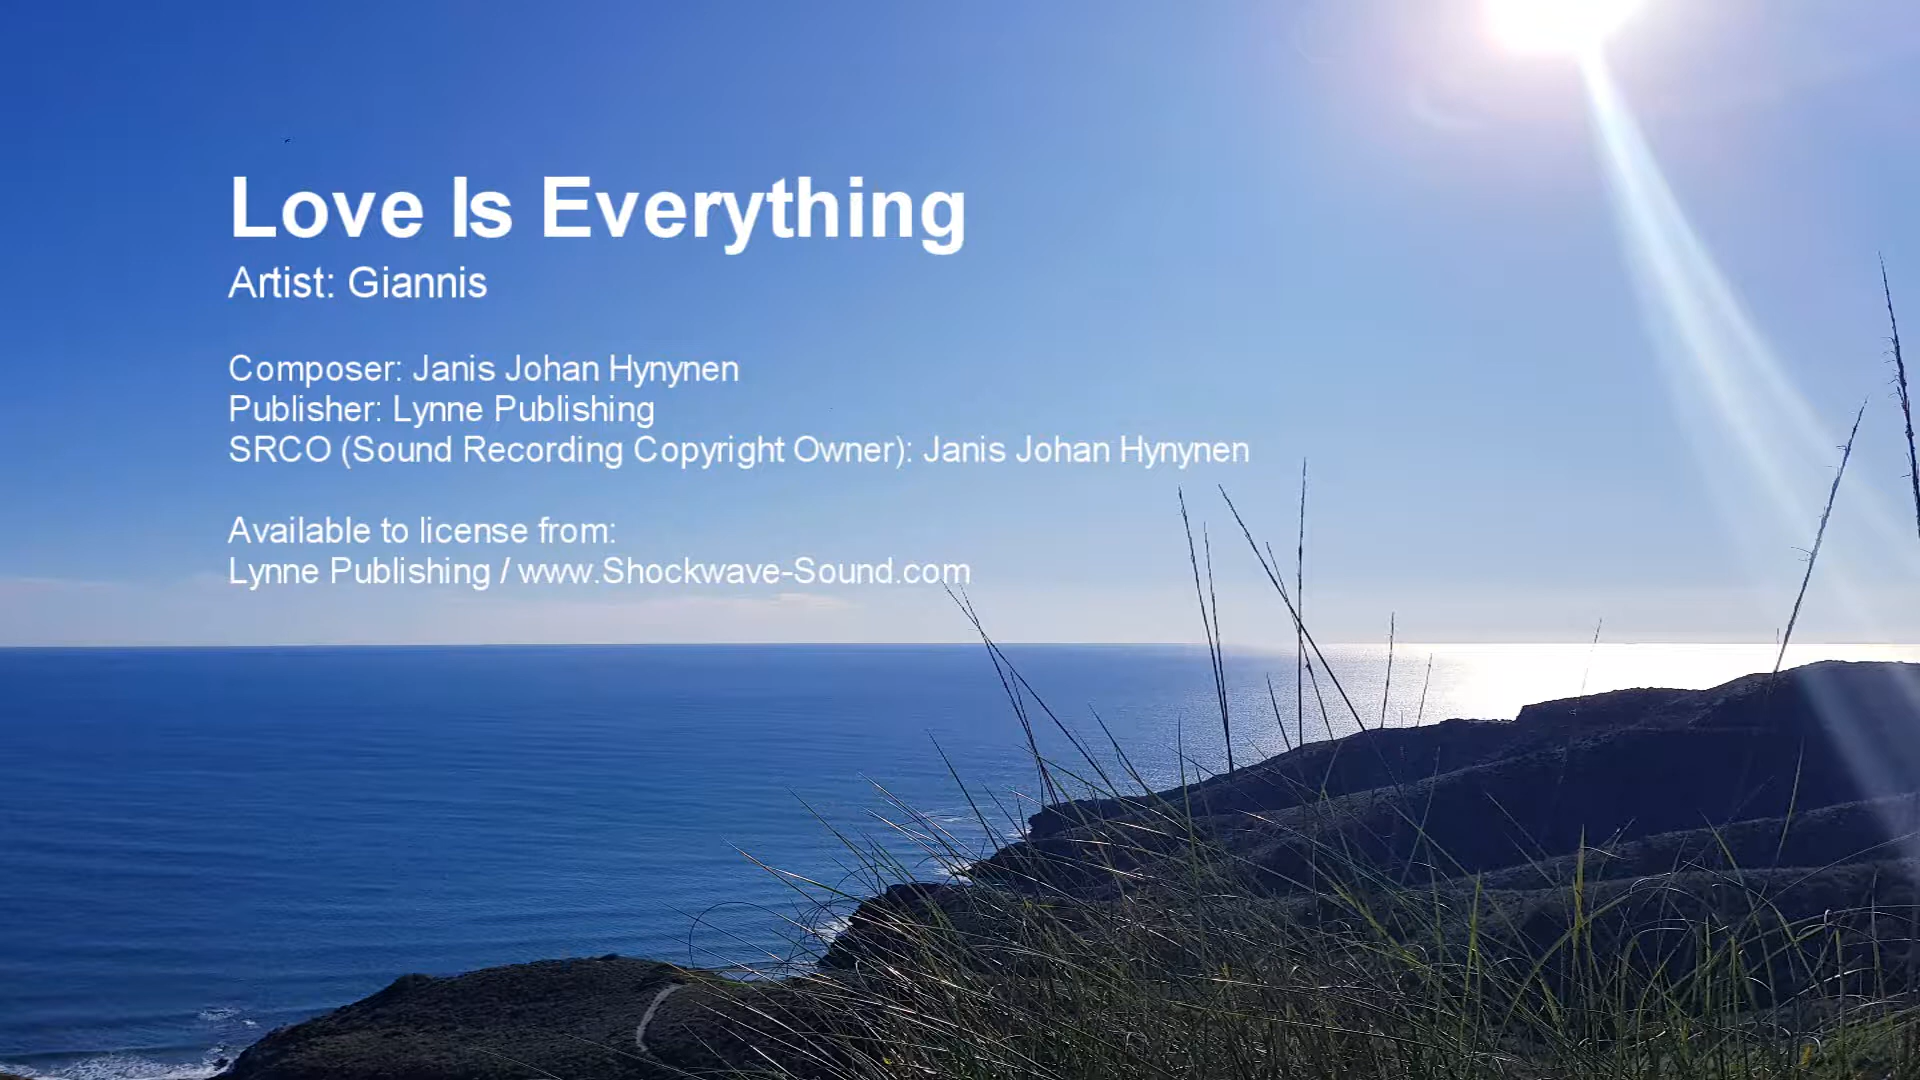 Love Is Everything
Artist: Giannis
Composer: Janis Johan Hynynen
Publisher: Lynne Publishing
SRCO (Sound Recording Copyright Owner): Janis Johan Hynynen
Available to license from:
Lynne Publishing / www.Shockwave-Sound.com